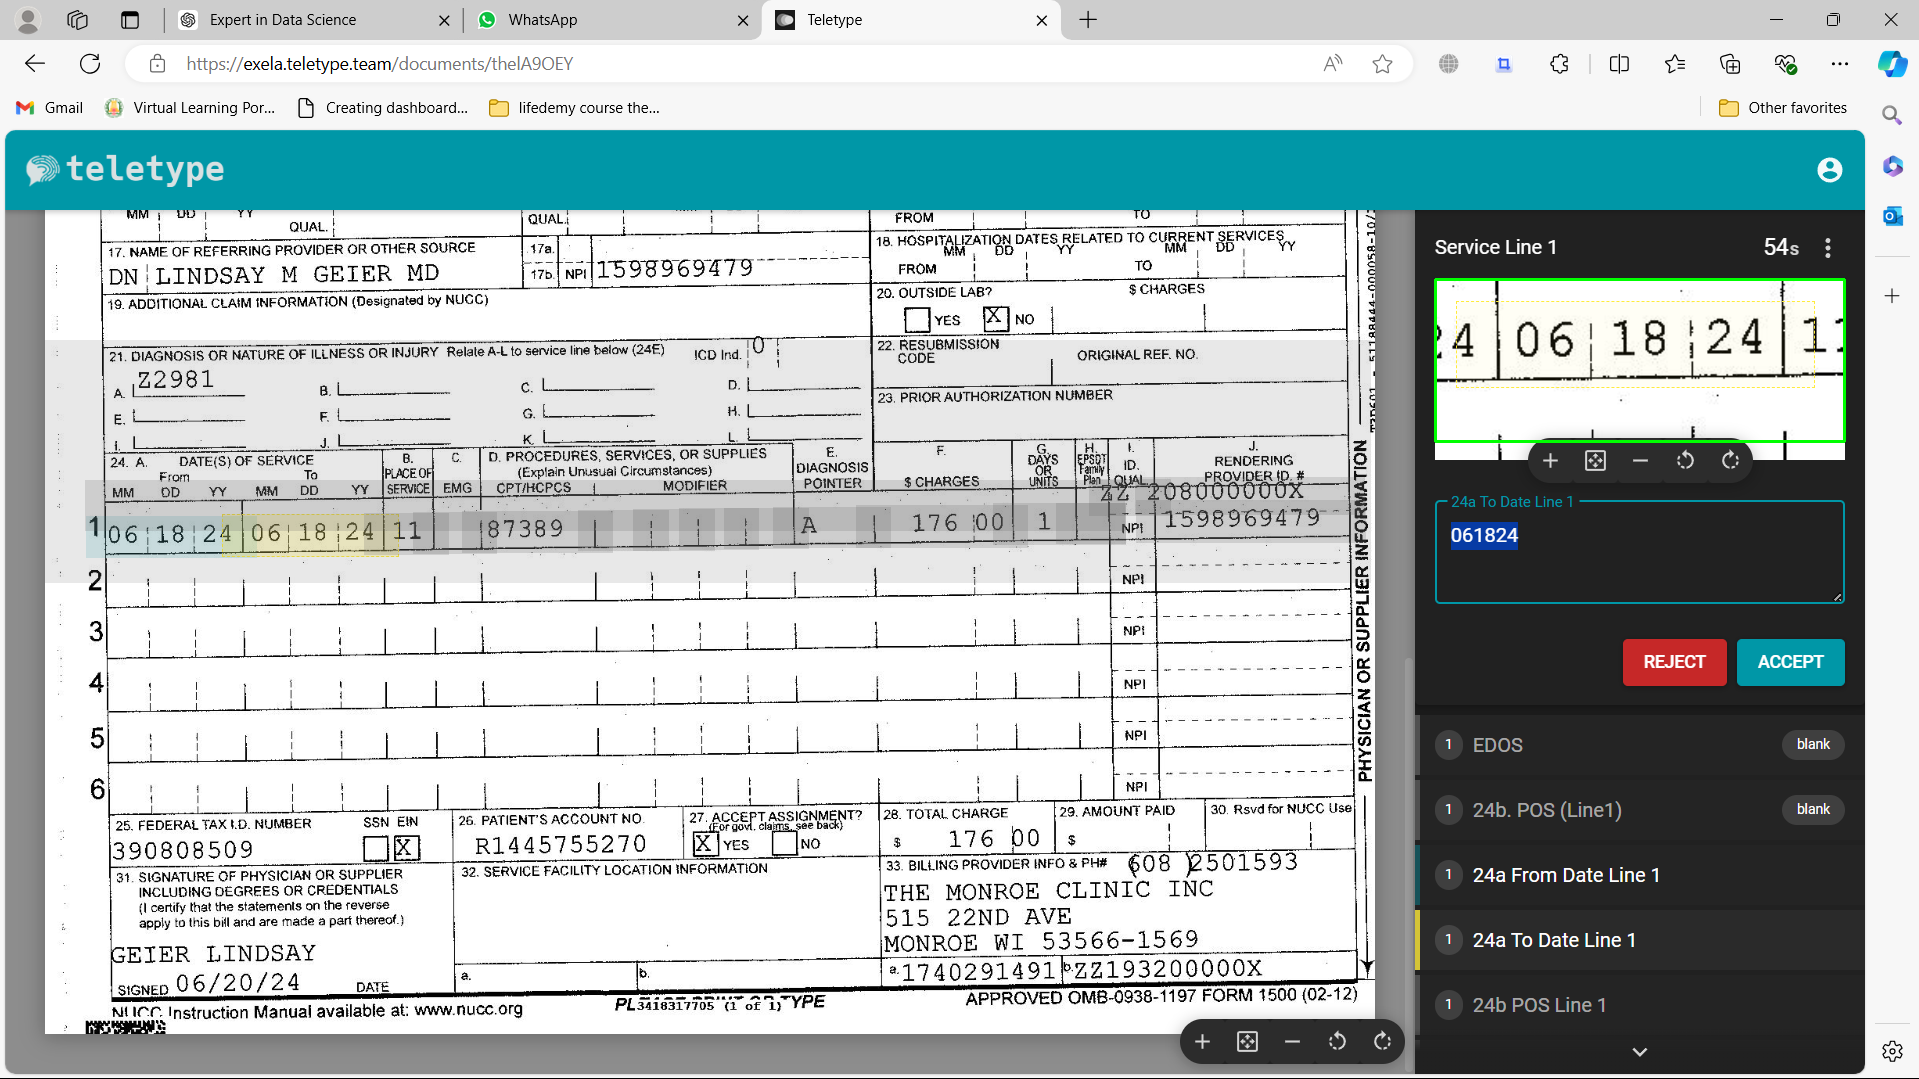 Expert in Data Science
WhatsApp
Teletype
https://exela.teletype.team/documents/thelA9OEY
Gmail
Virtual Learning Por...
Creating dashboard...
lifedemy course the...
Other favorites
teletype
MM DD YY
QUAL.
QUAL.
FROM TO
17. NAME OF REFERRING PROVIDER OR OTHER SOURCE
DN LINDSAY M GEIER MD
17a.
17b. NPI 1598969479
18. HOSPITALIZATION DATES RELATED TO CURRENT SERVICES
MM DD YY MM DD YY
FROM TO
19. ADDITIONAL CLAIM INFORMATION (Designated by NUCC)
20. OUTSIDE LAB? $ CHARGES
YES X NO
21. DIAGNOSIS OR NATURE OF ILLNESS OR INJURY Relate A-L to service line below (24E) ICD Ind. 0
A. Z2981 B. C. D.
E. F. G. H.
I. J. K. L.
22. RESUBMISSION CODE ORIGINAL REF. NO.
23. PRIOR AUTHORIZATION NUMBER
24. A. DATE(S) OF SERVICE
From To
MM DD YY MM DD YY
B. PLACE OF SERVICE
C. EMG
D. PROCEDURES, SERVICES, OR SUPPLIES
(Explain Unusual Circumstances)
CPT/HCPCS MODIFIER
E. DIAGNOSIS POINTER
F. $ CHARGES
G. DAYS OR UNITS
H. EPSDT Family Plan
I. ID. QUAL.
J. RENDERING PROVIDER ID. #
ZZ 208000000X
1 06 18 24 06 18 24 11 87389 A 176 00 1 NPI 1598969479
2 NPI
3 NPI
4 NPI
5 NPI
6 NPI
PHYSICIAN OR SUPPLIER INFORMATION
25. FEDERAL TAX I.D. NUMBER SSN EIN
390808509 X
26. PATIENT'S ACCOUNT NO.
R1445755270
27. ACCEPT ASSIGNMENT?
(For govt. claims, see back)
X YES NO
28. TOTAL CHARGE
$ 176 00
29. AMOUNT PAID
$
30. Rsvd for NUCC Use
31. SIGNATURE OF PHYSICIAN OR SUPPLIER
INCLUDING DEGREES OR CREDENTIALS
(I certify that the statements on the reverse
apply to this bill and are made a part thereof.)
GEIER LINDSAY
SIGNED 06/20/24 DATE
32. SERVICE FACILITY LOCATION INFORMATION
a. b.
33. BILLING PROVIDER INFO & PH# (608 )2501593
THE MONROE CLINIC INC
515 22ND AVE
MONROE WI 53566-1569
a. 1740291491 b. ZZ193200000X
NUCC Instruction Manual available at: www.nucc.org
PL3418317705 (1 of 1) TYPE
APPROVED OMB-0938-1197 FORM 1500 (02-12)
Service Line 1
54s
24 06 18 24 11
24a To Date Line 1
061824
REJECT
ACCEPT
1 EDOS blank
1 24b. POS (Line1) blank
1 24a From Date Line 1
1 24a To Date Line 1
1 24b POS Line 1